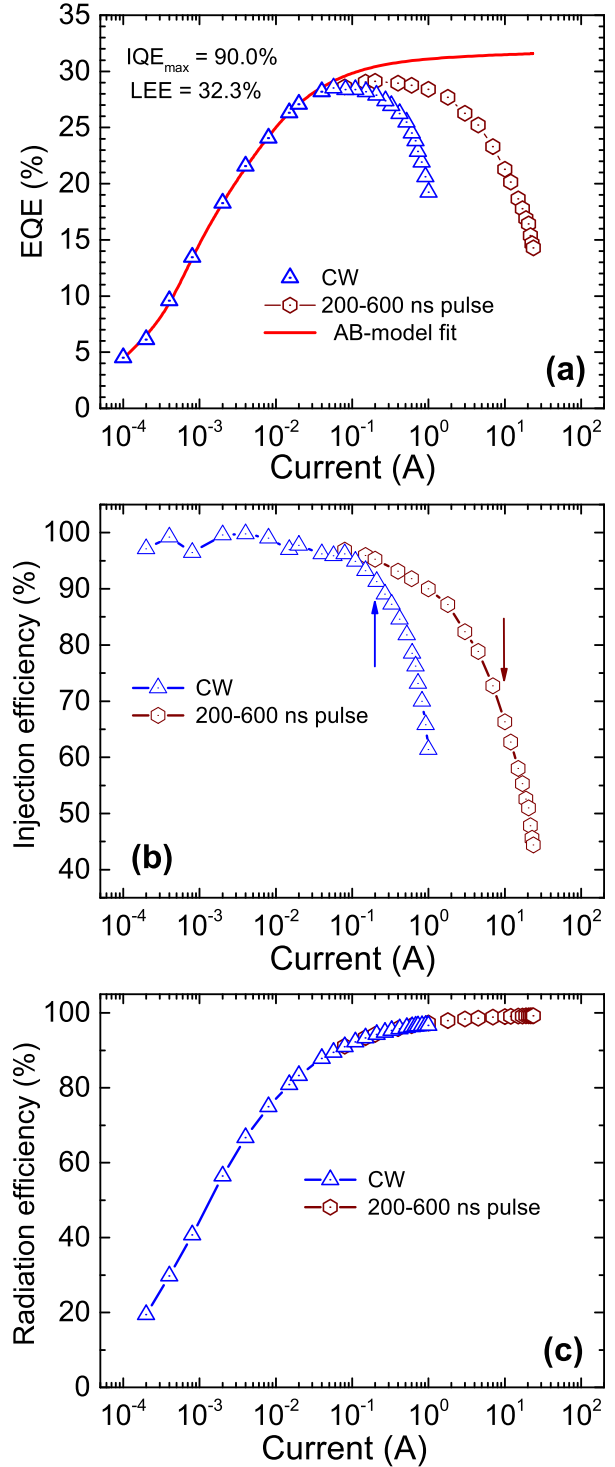 35
IQEmax = 90.0%
30
LEE = 32.3%
25
20
EQE (%)
15
CW
10
200-600 ns pulse
AB-model fit
5
(a)
0
10⁻⁴ 10⁻³ 10⁻² 10⁻¹ 10⁰ 10¹ 10²
Current (A)
100
90
80
Injection efficiency (%)
CW
70
200-600 ns pulse
60
50
(b)
40
10⁻⁴ 10⁻³ 10⁻² 10⁻¹ 10⁰ 10¹ 10²
Current (A)
100
80
Radiation efficiency (%)
60
CW
200-600 ns pulse
40
20
(c)
0
10⁻⁴ 10⁻³ 10⁻² 10⁻¹ 10⁰ 10¹ 10²
Current (A)